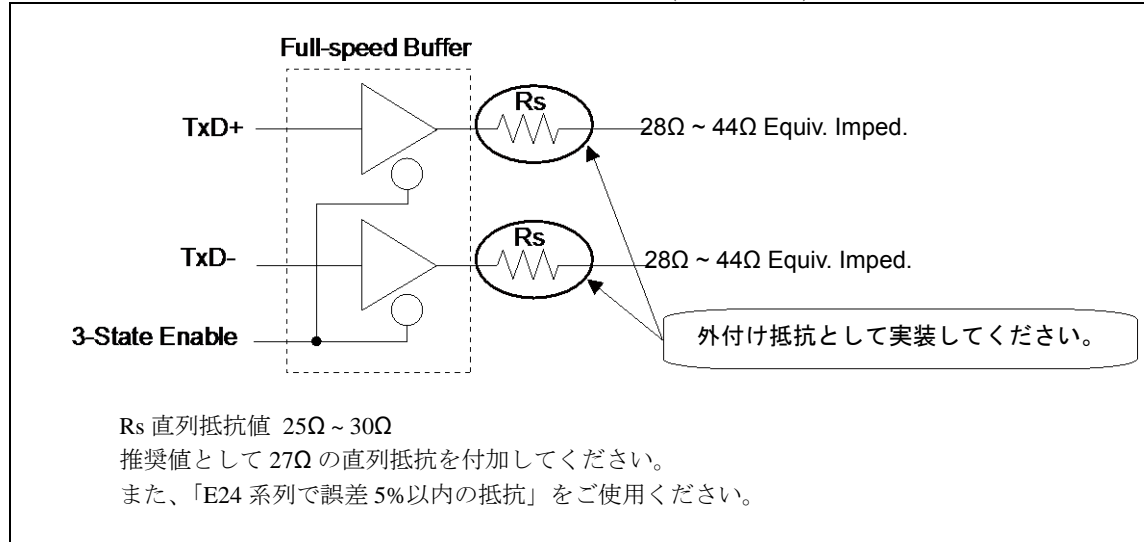 Full-speed Buffer
TxD+
Rs
28Ω ~ 44Ω Equiv. Imped.
TxD-
Rs
28Ω ~ 44Ω Equiv. Imped.
3-State Enable
外付け抵抗として実装してください。
Rs 直列抵抗値 25Ω ~ 30Ω
推奨値として 27Ω の直列抵抗を付加してください。
また、「E24 系列で誤差 5%以内の抵抗」をご使用ください。